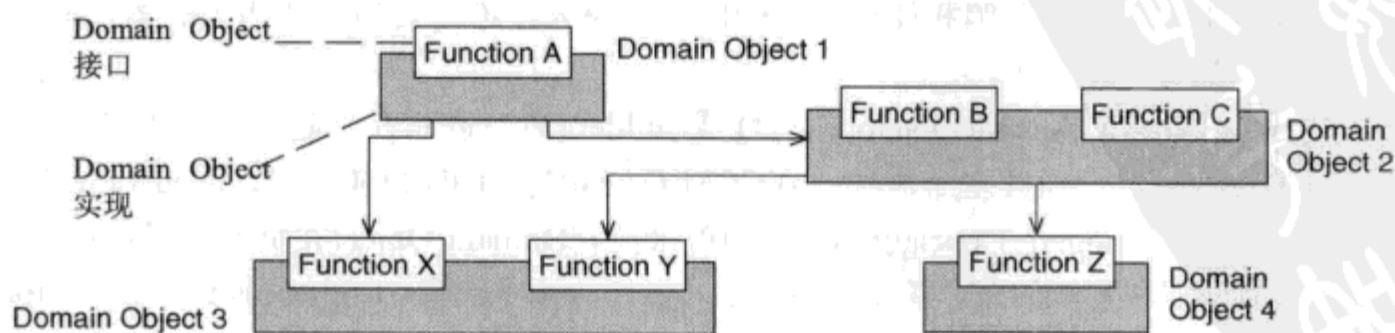 Domain Object
接口
Function A
Domain Object 1
Function B
Function C
Domain
Object 2
Domain Object
实现
Function X
Function Y
Function Z
Domain Object 3
Domain
Object 4